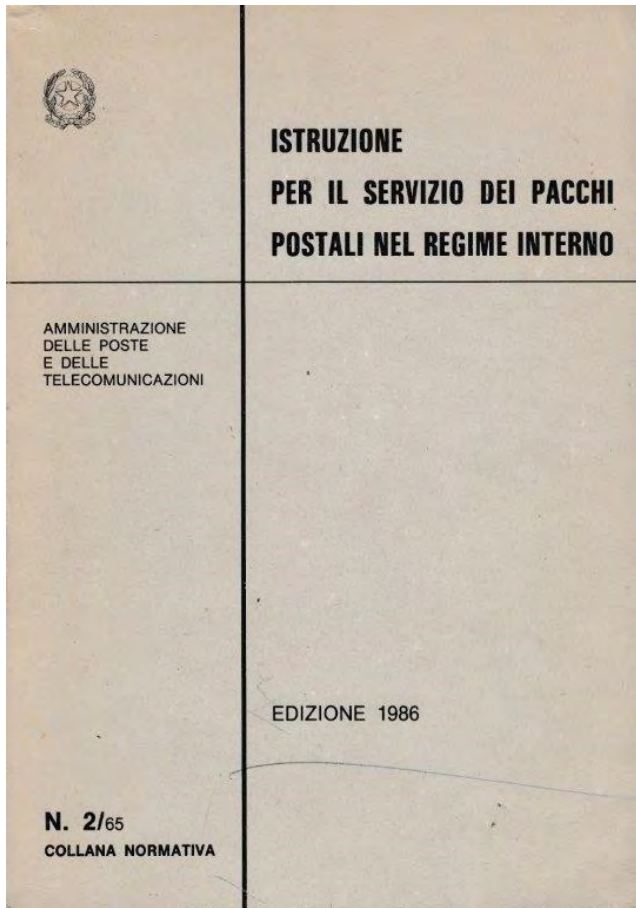 ISTRUZIONE
PER IL SERVIZIO DEI PACCHI
POSTALI NEL REGIME INTERNO
AMMINISTRAZIONE
DELLE POSTE
E DELLE
TELECOMUNICAZIONI
EDIZIONE 1986
N. 2/65
COLLANA NORMATIVA